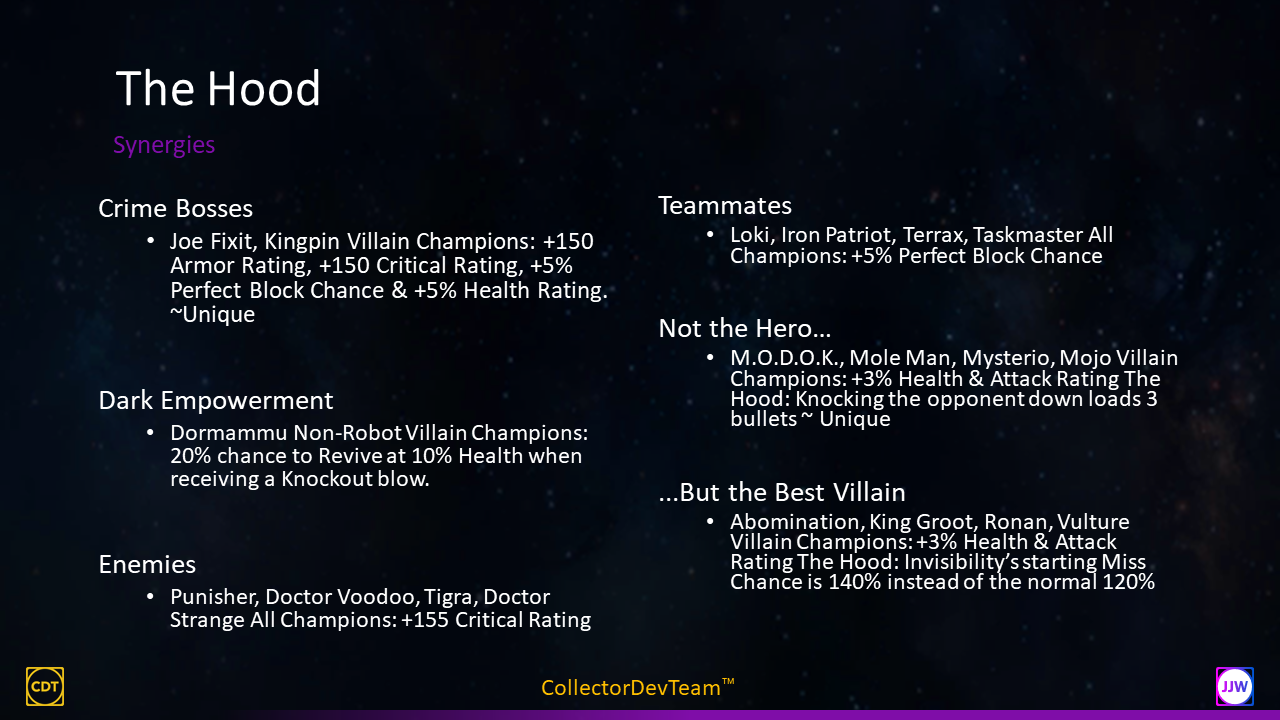 The Hood
Synergies
Crime Bosses
• Joe Fixit, Kingpin Villain Champions: +150
Armor Rating, +150 Critical Rating, +5%
Perfect Block Chance & +5% Health Rating.
~Unique
Dark Empowerment
• Dormammu Non-Robot Villain Champions:
20% chance to Revive at 10% Health when
receiving a Knockout blow.
Enemies
• Punisher, Doctor Voodoo, Tigra, Doctor
Strange All Champions: +155 Critical Rating
Teammates
• Loki, Iron Patriot, Terrax, Taskmaster All
Champions: +5% Perfect Block Chance
Not the Hero…
• M.O.D.O.K., Mole Man, Mysterio, Mojo Villain
Champions: +3% Health & Attack Rating The
Hood: Knocking the opponent down loads 3
bullets ~ Unique
…But the Best Villain
• Abomination, King Groot, Ronan, Vulture
Villain Champions: +3% Health & Attack
Rating The Hood: Invisibility’s starting Miss
Chance is 140% instead of the normal 120%
CDT
CollectorDevTeam™
JJW